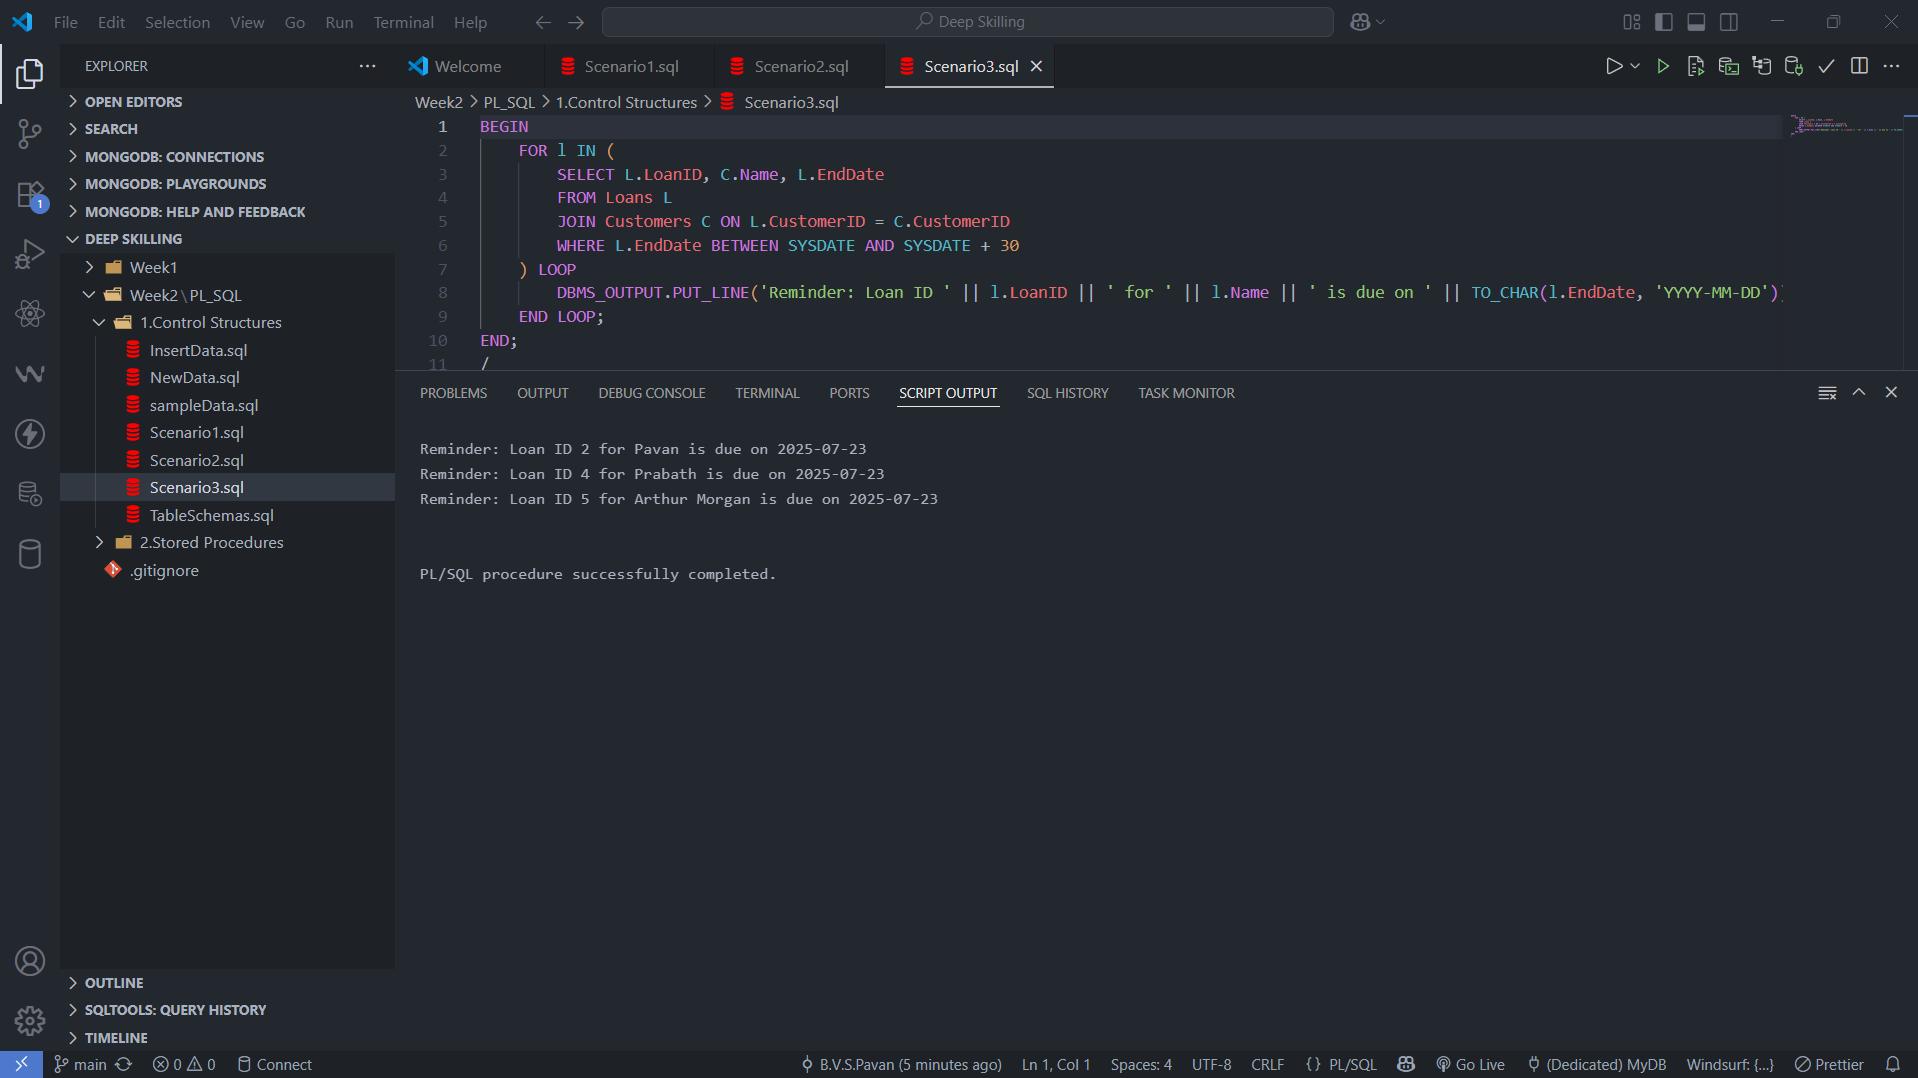 File Edit Selection View Go Run Terminal Help
Deep Skilling
EXPLORER
Welcome
Scenario1.sql
Scenario2.sql
Scenario3.sql
OPEN EDITORS
SEARCH
MONGODB: CONNECTIONS
MONGODB: PLAYGROUNDS
MONGODB: HELP AND FEEDBACK
DEEP SKILLING
Week1
Week2\PL_SQL
1.Control Structures
InsertData.sql
NewData.sql
sampleData.sql
Scenario1.sql
Scenario2.sql
Scenario3.sql
TableSchemas.sql
2.Stored Procedures
.gitignore
OUTLINE
SQLTOOLS: QUERY HISTORY
TIMELINE
1
Week2 > PL_SQL > 1.Control Structures > Scenario3.sql
1 BEGIN
2 FOR l IN (
3 SELECT L.LoanID, C.Name, L.EndDate
4 FROM Loans L
5 JOIN Customers C ON L.CustomerID = C.CustomerID
6 WHERE L.EndDate BETWEEN SYSDATE AND SYSDATE + 30
7 ) LOOP
8 DBMS_OUTPUT.PUT_LINE('Reminder: Loan ID ' || l.LoanID || ' for ' || l.Name || ' is due on ' || TO_CHAR(l.EndDate, 'YYYY-MM-DD')
9 END LOOP;
10 END;
11 /
PROBLEMS OUTPUT DEBUG CONSOLE TERMINAL PORTS SCRIPT OUTPUT SQL HISTORY TASK MONITOR
Reminder: Loan ID 2 for Pavan is due on 2025-07-23
Reminder: Loan ID 4 for Prabath is due on 2025-07-23
Reminder: Loan ID 5 for Arthur Morgan is due on 2025-07-23
PL/SQL procedure successfully completed.
main 0 0 Connect B.V.S.Pavan (5 minutes ago) Ln 1, Col 1 Spaces: 4 UTF-8 CRLF {} PL/SQL Go Live (Dedicated) MyDB Windsurf: {...} Prettier